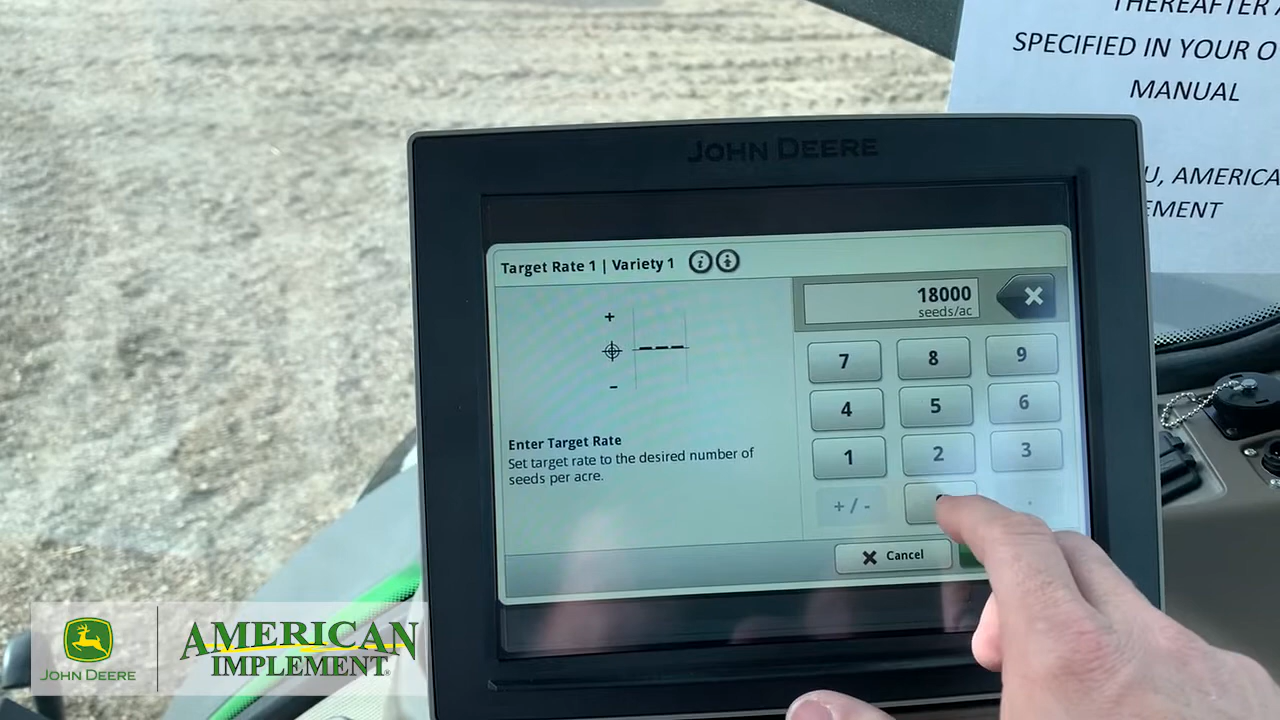 THEREAFTER
SPECIFIED IN YOUR O
MANUAL
U, AMERICA
EMENT
JOHN DEERE
Target Rate 1 | Variety 1
18000
seeds/ac
+
-
7 8 9
4 5 6
1 2 3
+ / -
.
Enter Target Rate
Set target rate to the desired number of
seeds per acre.
Cancel
JOHN DEERE
AMERICAN
IMPLEMENT